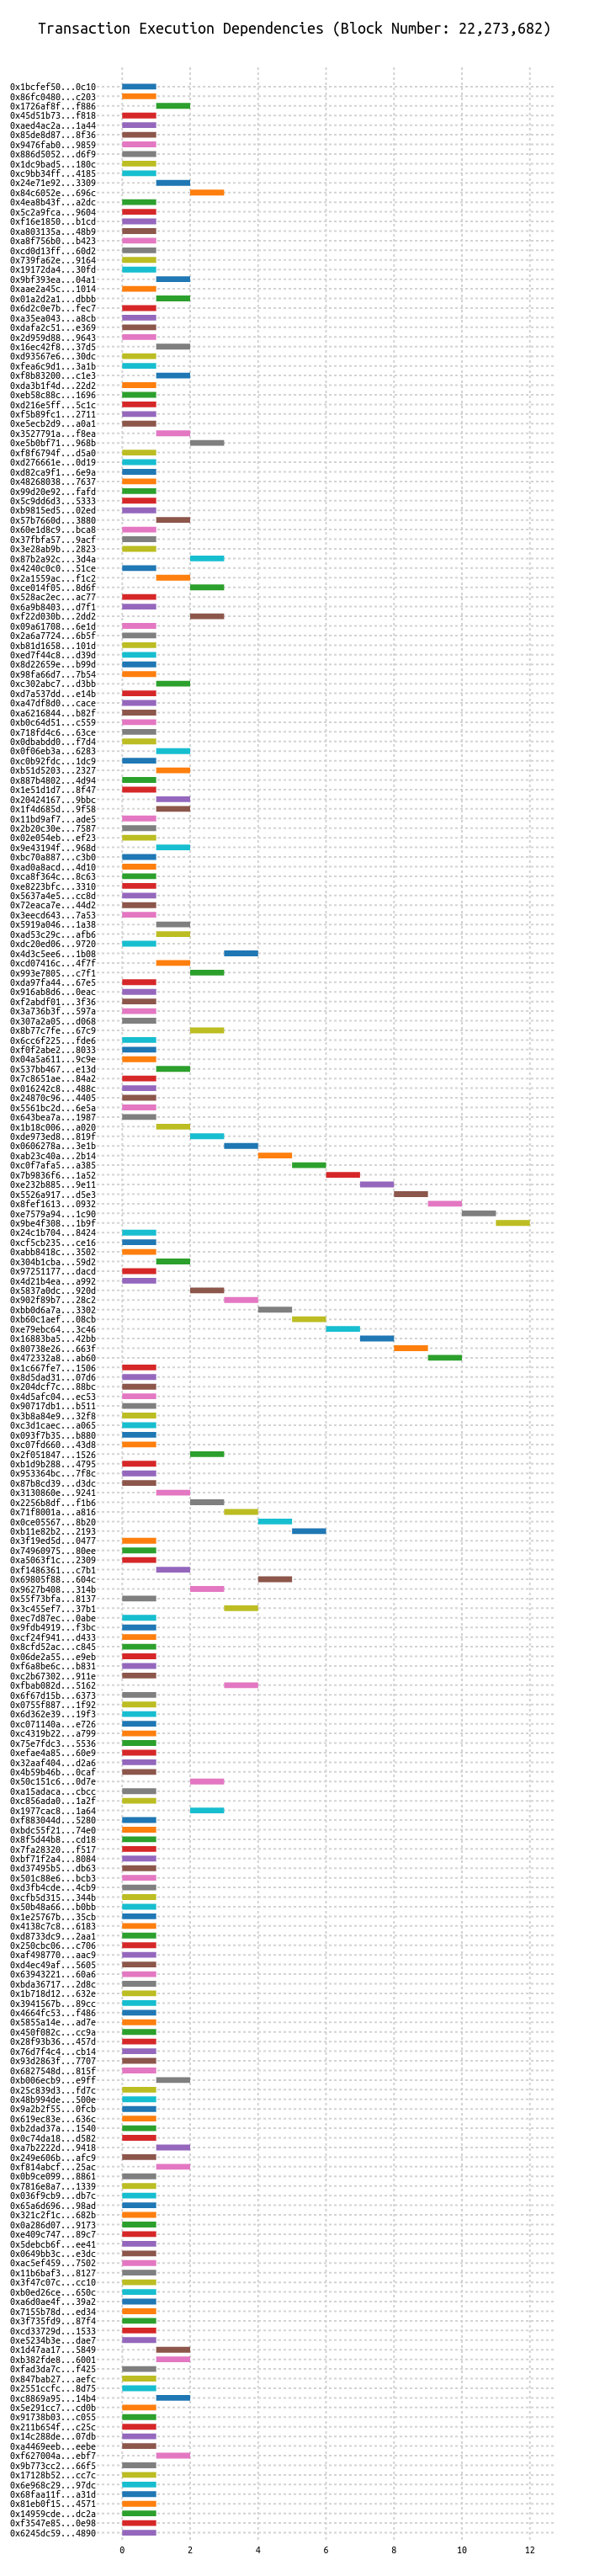 Transaction Execution Dependencies (Block Number: 22,273,682)
0x1bcfef50...0c10
0x86fc0480...c203
0x1726af8f...f886
0x45d51b73...f818
0xaed4ac2a...1a44
0x85de8d87...8f36
0x9476fab0...9859
0x886d5052...d6f9
0x1dc9bad5...180c
0xc9bb34ff...4185
0x24e71e92...3309
0x84c6052e...696c
0x4ea8b43f...a2dc
0x5c2a9fca...9604
0xf16e1850...b1cd
0xa803135a...48b9
0xa8f756b0...b423
0xcd0d13ff...60d2
0x739fa62e...9164
0x19172da4...30fd
0x9bf393ea...04a1
0xaae2a45c...1014
0x01a2d2a1...dbbb
0x6d2c0e7b...fec7
0xa35ea043...a8cb
0xdafa2c51...e369
0x2d959d88...9643
0x16ec42f8...37d5
0xd93567e6...30dc
0xfea6c9d1...3a1b
0xf8b83200...c1e3
0xda3b1f4d...22d2
0xeb58c88c...1696
0xd216e5ff...5c1c
0xf5b89fc1...2711
0xe5ecb2d9...a0a1
0x3527791a...f8ea
0xe5b0bf71...968b
0xf8f6794f...d5a0
0xd276661e...0d19
0xd82ca9f1...6e9a
0x48268038...7637
0x99d20e92...fafd
0x5c9dd6d3...5333
0xb9815ed5...02ed
0x57b7660d...3880
0x60e1d8c9...bca8
0x37fbfa57...9acf
0x3e28ab9b...2823
0x87b2a92c...3d4a
0x4240c0c0...51ce
0x2a1559ac...f1c2
0xce014f05...8d6f
0x528ac2ec...ac77
0x6a9b8403...d7f1
0xf22d030b...2dd2
0x09a61708...6e1d
0x2a6a7724...6b5f
0xb81d1658...101d
0xed7f44c8...d39d
0x8d22659e...b99d
0x98fa66d7...7b54
0xc302abc7...d3bb
0xd7a537dd...e14b
0xa47df8d0...cace
0xa6216844...b82f
0xb0c64d51...c559
0x718fd4c6...63ce
0x0dbabdd0...f7d4
0x0f06eb3a...6283
0xc0b92fdc...1dc9
0xb51d5203...2327
0x887b4802...4d94
0x1e51d1d7...8f47
0x20424167...9bbc
0x1f4d685d...9f58
0x11bd9af7...ade5
0x2b20c30e...7587
0x02e054eb...ef23
0x9e43194f...968d
0xbc70a887...c3b0
0xad0a8acd...4d10
0xca8f364c...8c63
0xe8223bfc...3310
0x5637a4e5...cc8d
0x72eaca7e...44d2
0x3eecd643...7a53
0x5919a046...1a38
0xad53c29c...afb6
0xdc20ed06...9720
0x4d3c5ee6...1b08
0xcd07416c...4f7f
0x993e7805...c7f1
0xda97fa44...67e5
0x916ab8d6...0eac
0xf2abdf01...3f36
0x3a736b3f...597a
0x307a2a05...d068
0x8b77c7fe...67c9
0x6cc6f225...fde6
0xf0f2abe2...8033
0x04a5a611...9c9e
0x537bb467...e13d
0x7c8651ae...84a2
0x016242c8...488c
0x24870c96...4405
0x5561bc2d...6e5a
0x643bea7a...1987
0x1b18c006...a020
0xde973ed8...819f
0x0606278a...3e1b
0xab23c40a...2b14
0xc0f7afa5...a385
0x7b9836f6...1a52
0xe232b885...9e11
0x5526a917...d5e3
0x8fef1613...0932
0xe7579a94...1c90
0x9be4f308...1b9f
0x24c1b704...8424
0xcf5cb235...ce16
0xabb8418c...3502
0x304b1cba...59d2
0x97251177...dacd
0x4d21b4ea...a992
0x5837a0dc...920d
0x902f89b7...28c2
0xbb0d6a7a...3302
0xb60c1aef...08cb
0xe79ebc64...3c46
0x16883ba5...42bb
0x80738e26...663f
0x472332a8...ab60
0x1c667fe7...1506
0x8d5dad31...07d6
0x204dcf7c...88bc
0x4d5afc04...ec53
0x90717db1...b511
0x3b8a84e9...32f8
0xc3d1caec...a065
0x093f7b35...b880
0xc07fd660...43d8
0x2f051847...1526
0xb1d9b288...4795
0x953364bc...7f8c
0x87b8cd39...d3dc
0x3130860e...9241
0x2256b8df...f1b6
0x71f8001a...a816
0x0ce05567...8b20
0xb11e82b2...2193
0x3f19ed5d...0477
0x74960975...80ee
0xa5063f1c...2309
0xf1486361...c7b1
0x69805f88...604c
0x9627b408...314b
0x55f73bfa...8137
0x3c455ef7...37b1
0xec7d87ec...0abe
0x9fdb4919...f3bc
0xcf24f941...d433
0x8cfd52ac...c845
0x06de2a55...e9eb
0xf6a8be6c...b831
0xc2b67302...911e
0xfbab082d...5162
0x6f67d15b...6373
0x0755f887...1f92
0x6d362e39...19f3
0xc071140a...e726
0xc4319b22...a799
0x75e7fdc3...5536
0xefae4a85...60e9
0x32aaf404...d2a6
0x4b59b46b...0caf
0x50c151c6...0d7e
0xa15adaca...cbcc
0xc856ada0...1a2f
0x1977cac8...1a64
0xf883044d...5280
0xbdc55f21...74e0
0x8f5d44b8...cd18
0x7fa28320...f517
0xbf71f2a4...8084
0xd37495b5...db63
0x501c88e6...bcb3
0xd3fb4cde...4cb9
0xcfb5d315...344b
0x50b48a66...b0bb
0x1e25767b...35cb
0x4138c7c8...6183
0xd8733dc9...2aa1
0x250cbc06...c706
0xaf498770...aac9
0xd4ec49af...5605
0x63943221...60a6
0xbda36717...2d8c
0x1b718d12...632e
0x3941567b...89cc
0x4664fc53...f486
0x5855a14e...ad7e
0x450f082c...cc9a
0x28f93b36...457d
0x76d7f4c4...cb14
0x93d2863f...7707
0x6827548d...815f
0xb006ecb9...e9ff
0x25c839d3...fd7c
0x48b994de...500e
0x9a2b2f55...0fcb
0x619ec83e...636c
0xb2dad37a...1540
0x0c74da18...d582
0xa7b2222d...9418
0x249e606b...afc9
0xf814abcf...25ac
0x0b9ce099...8861
0x7816e8a7...1339
0x036f9cb9...db7c
0x65a6d696...98ad
0x321c2f1c...682b
0x0a286d07...9173
0xe409c747...89c7
0x5debcb6f...ee41
0x0649bb3c...e3dc
0xac5ef459...7502
0x11b6baf3...8127
0x3f47c07c...cc10
0xb0ed26ce...650c
0xa6d0ae4f...39a2
0x7155b78d...ed34
0x3f735fd9...87f4
0xcd33729d...1533
0xe5234b3e...dae7
0x1d47aa17...5849
0xb382fde8...6001
0xfad3da7c...f425
0x847bab27...aefc
0x2551ccfc...8d75
0xc8869a95...14b4
0x5e291cc7...cd0b
0x91738b03...c055
0x211b654f...c25c
0x14c288de...07db
0xa4469eeb...eebe
0xf627004a...ebf7
0x9b773cc2...66f5
0x17128b52...cc7c
0x6e968c29...97dc
0x68faa11f...a31d
0x81eb0f15...4571
0x14959cde...dc2a
0xf3547e85...0e98
0x6245dc59...4890
0 2 4 6 8 10 12